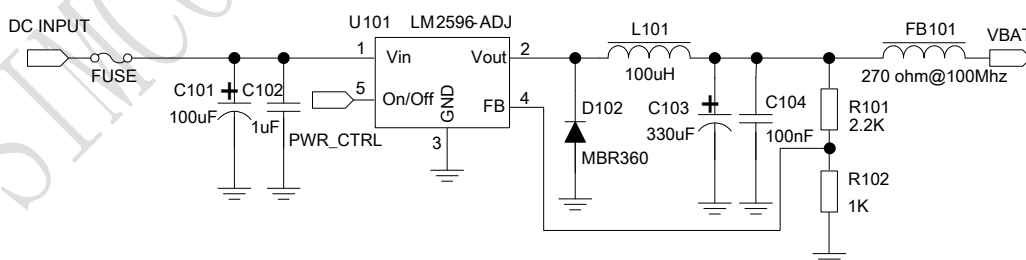 SIMCO
DC INPUT
FUSE
C101
100uF
C102
1uF
PWR_CTRL
U101 LM2596-ADJ
1
Vin
Vout
2
5
On/Off
GND
FB
4
3
L101
100uH
D102
MBR360
C103
330uF
C104
100nF
R101
2.2K
R102
1K
FB101
270 ohm@100Mhz
VBAT